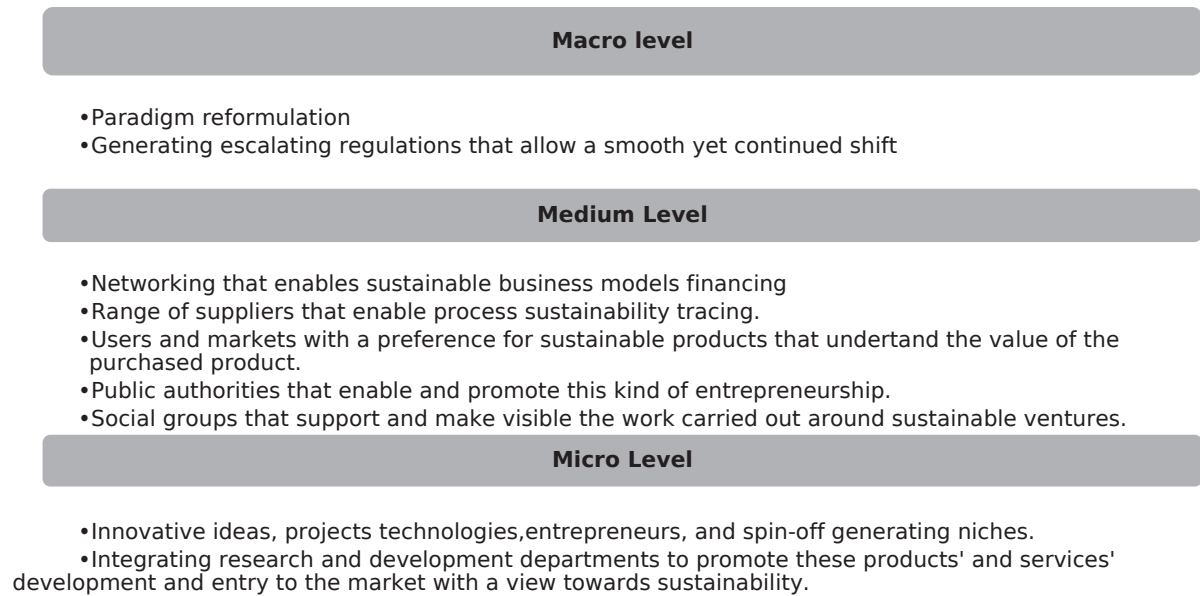 Macro level
•Paradigm reformulation
•Generating escalating regulations that allow a smooth yet continued shift
Medium Level
•Networking that enables sustainable business models financing
•Range of suppliers that enable process sustainability tracing.
•Users and markets with a preference for sustainable products that undertand the value of the
purchased product.
•Public authorities that enable and promote this kind of entrepreneurship.
•Social groups that support and make visible the work carried out around sustainable ventures.
Micro Level
•Innovative ideas, projects technologies,entrepreneurs, and spin-off generating niches.
•Integrating research and development departments to promote these products' and services'
development and entry to the market with a view towards sustainability.